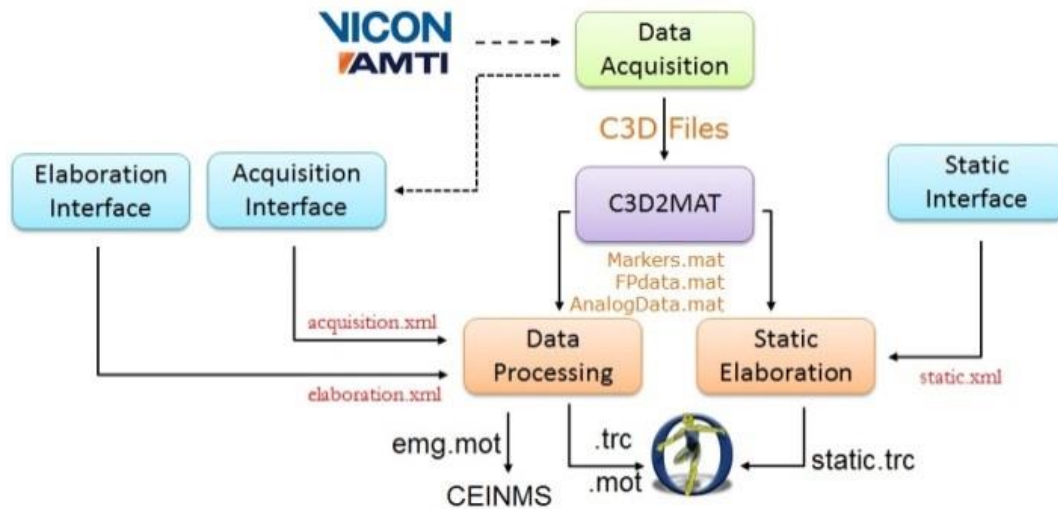 VICON
AMTI
Data
Acquisition
C3D Files
Elaboration
Interface
Acquisition
Interface
C3D2MAT
Static
Interface
Markers.mat
FPdata.mat
AnalogData.mat
acquisition.xml
Data
Processing
Static
Elaboration
elaboration.xml
static.xml
emg.mot
.trc
.mot
static.trc
CEINMS